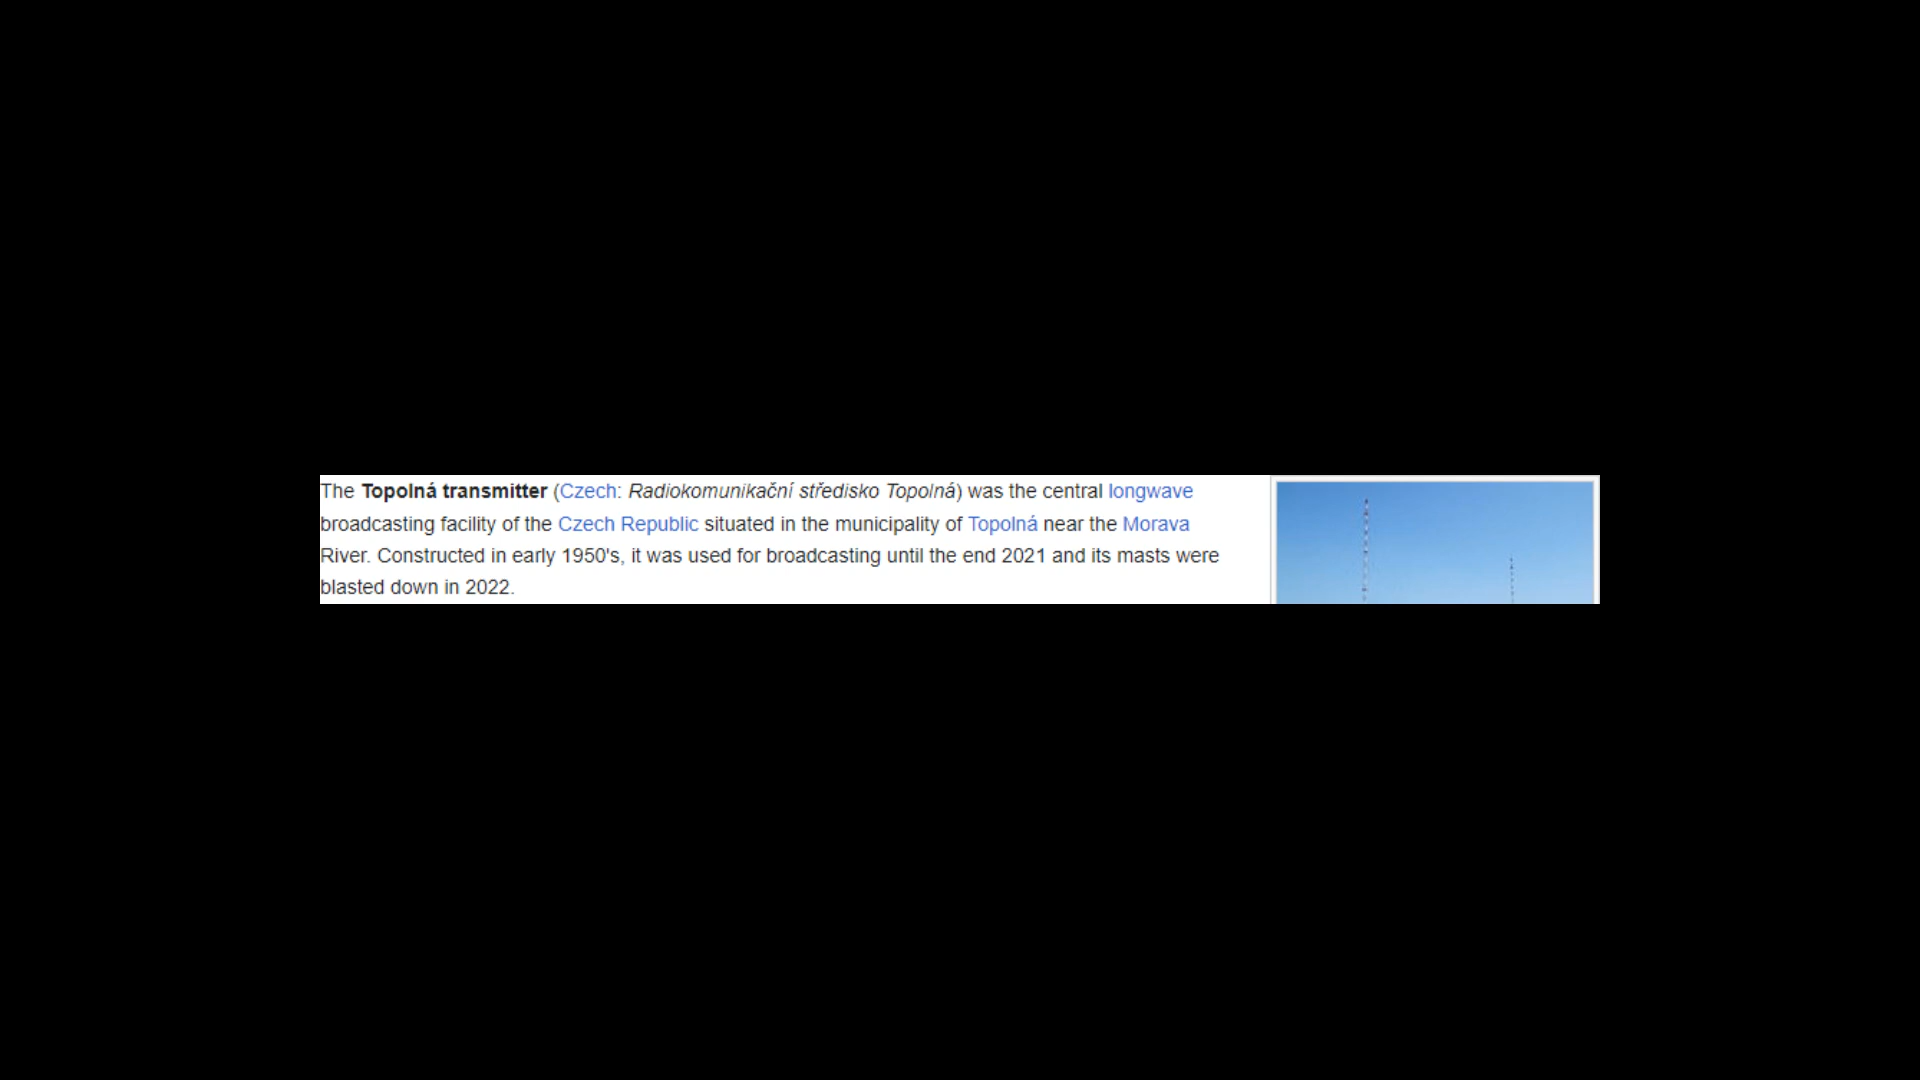 The Topolná transmitter (Czech: Radiokomunikační středisko Topolná) was the central longwave
broadcasting facility of the Czech Republic situated in the municipality of Topolná near the Morava
River. Constructed in early 1950's, it was used for broadcasting until the end 2021 and its masts were
blasted down in 2022.